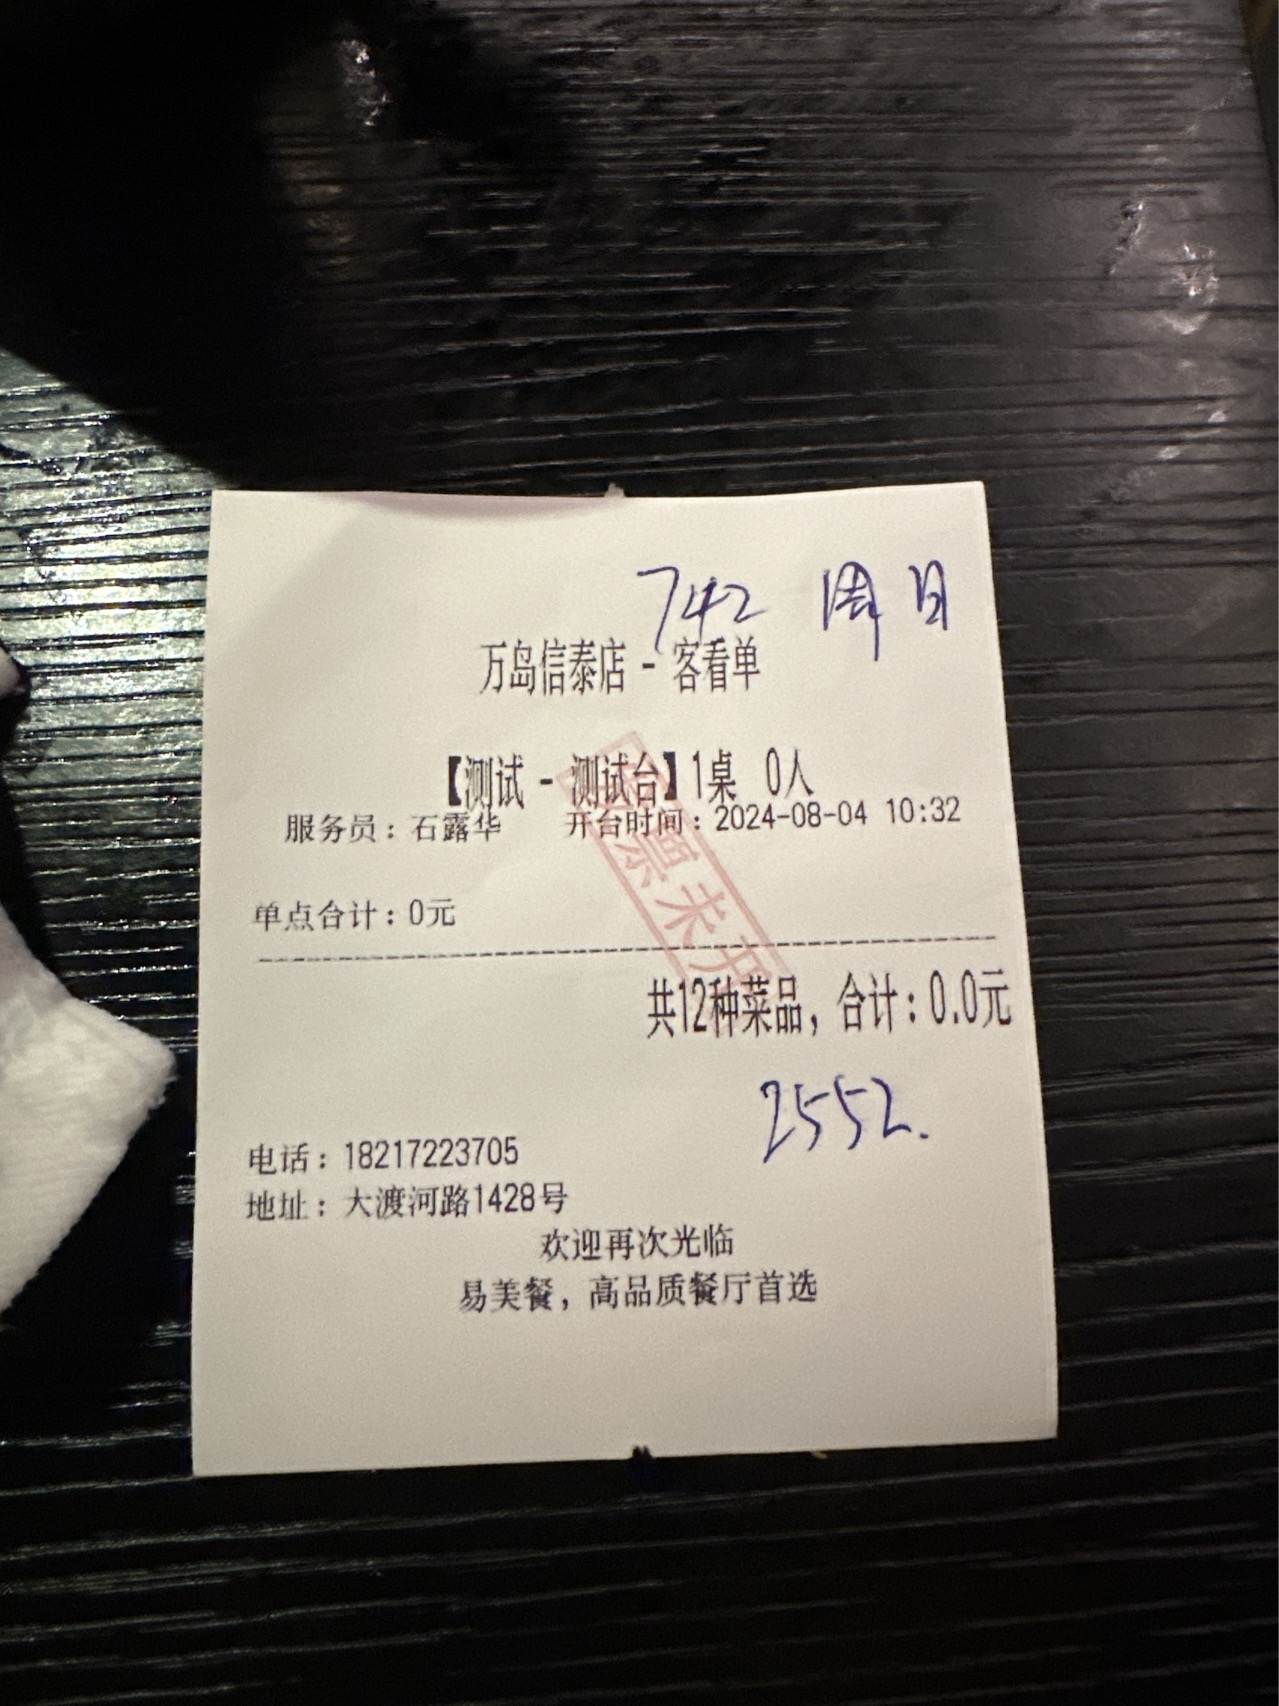 742 周日
万岛信泰店 - 客看单
【测试 - 测试台】1桌 0人
服务员：石露华 开台时间：2024-08-04 10:32
发票未开
单点合计：0元
共12种菜品，合计：0.0元
2552.
电话：18217223705
地址：大渡河路1428号
欢迎再次光临
易美餐，高品质餐厅首选